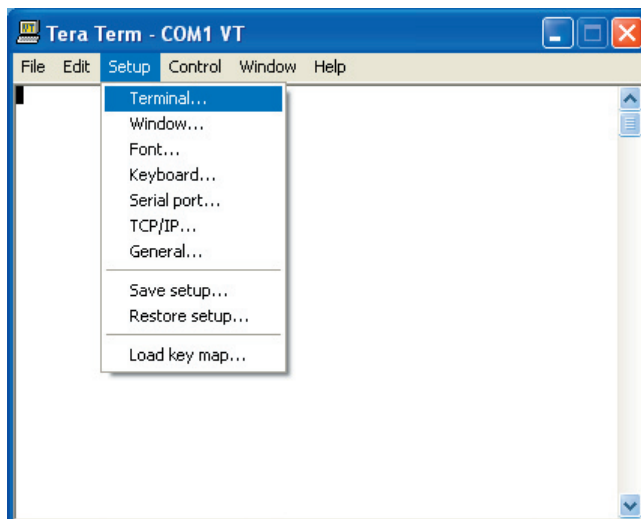 Tera Term - COM1 VT
File Edit Setup Control Window Help
Terminal...
Window...
Font...
Keyboard...
Serial port...
TCP/IP...
General...
Save setup...
Restore setup...
Load key map...